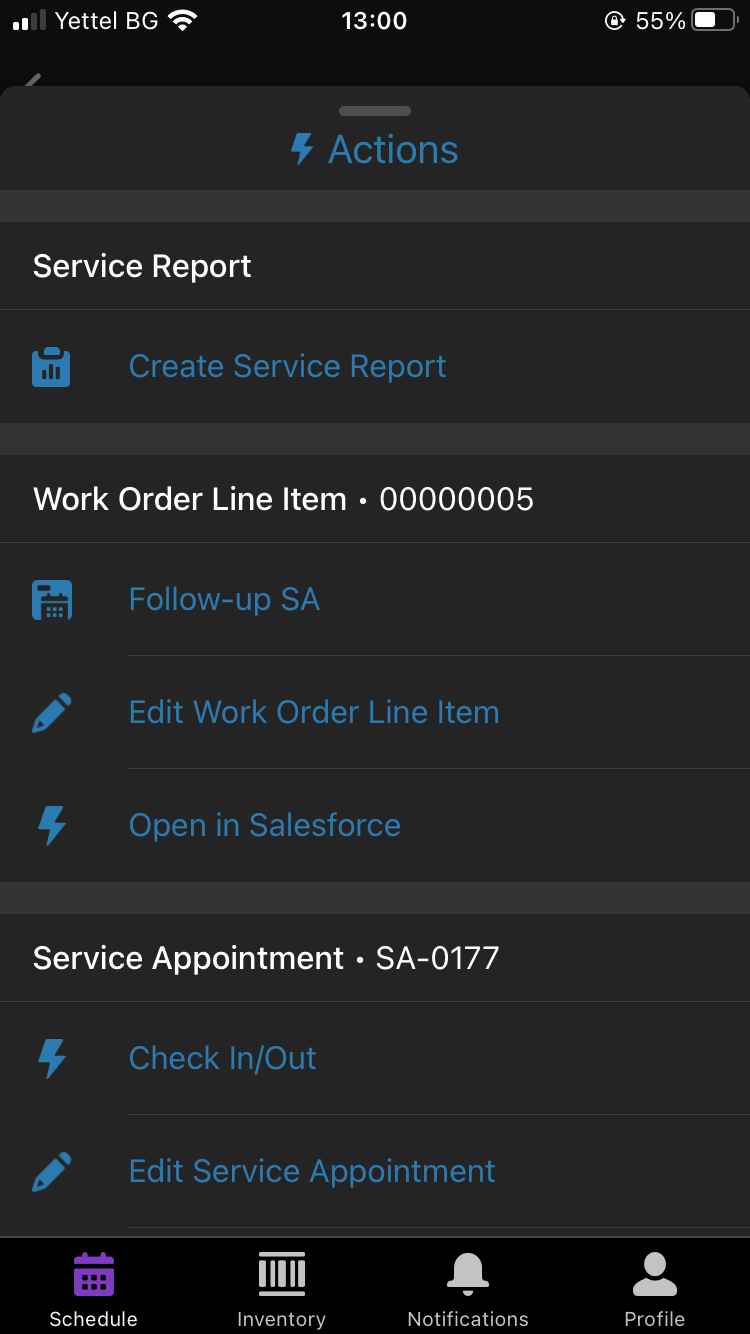 Yettel BG 13:00 55%
Actions
Service Report
Create Service Report
Work Order Line Item • 00000005
Follow-up SA
Edit Work Order Line Item
Open in Salesforce
Service Appointment • SA-0177
Check In/Out
Edit Service Appointment
Schedule Inventory Notifications Profile